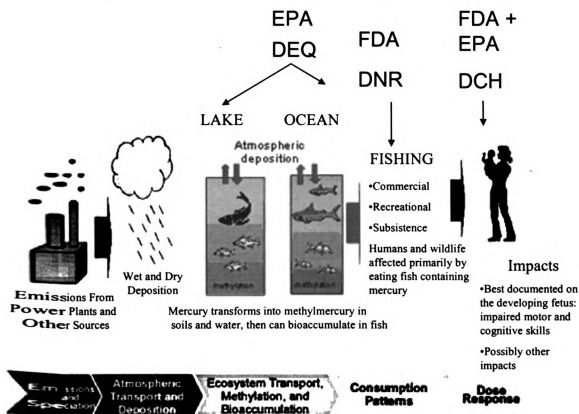 EPA
DEQ
FDA
DNR
FDA +
EPA
DCH
LAKE
OCEAN
Atmospheric
deposition
FISHING
•Commercial
•Recreational
•Subsistence
Humans and wildlife
affected primarily by
eating fish containing
mercury
Wet and Dry
Deposition
methylation
methylation
Emissions From
Power Plants and
Other Sources
Mercury transforms into methylmercury in
soils and water, then can bioaccumulate in fish
Impacts
•Best documented on
the developing fetus:
impaired motor and
cognitive skills
•Possibly other
impacts
Emissions
and
Speciation
Atmospheric
Transport and
Deposition
Ecosystem Transport,
Methylation, and
Bioaccumulation
Consumption
Patterns
Dose
Response